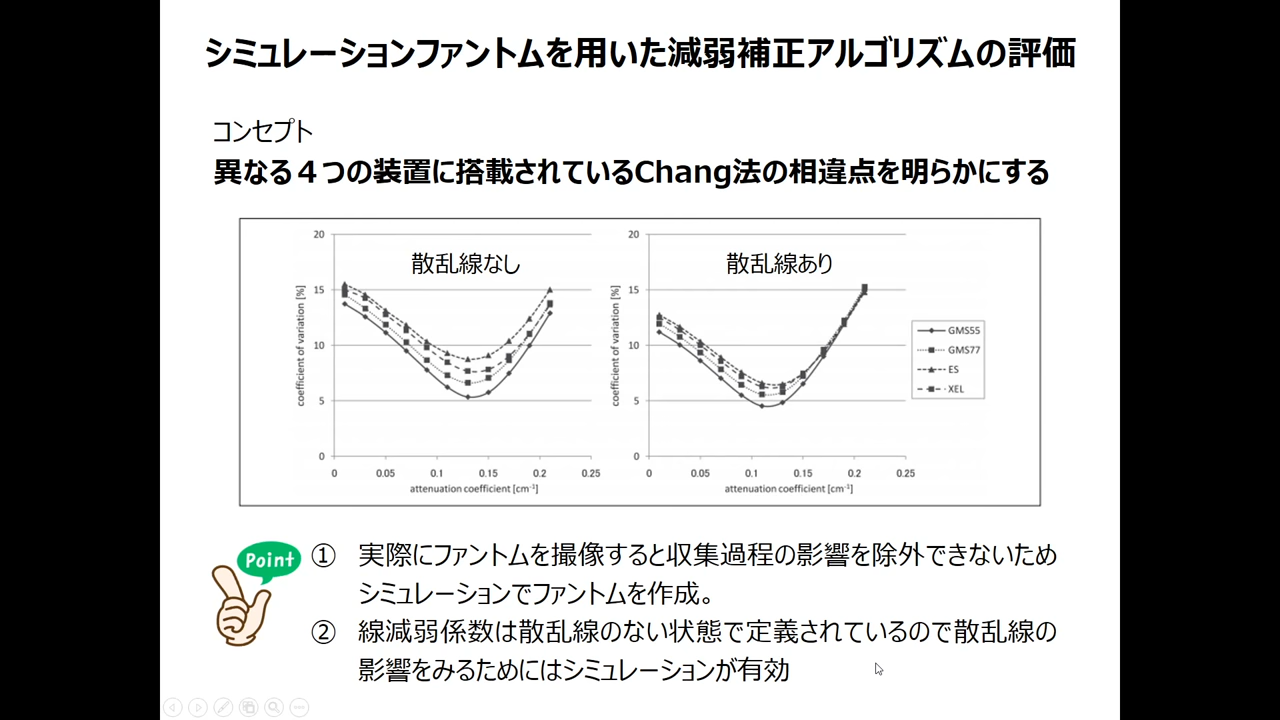 シミュレーションファントムを用いた減弱補正アルゴリズムの評価
コンセプト
異なる４つの装置に搭載されているChang法の相違点を明らかにする
散乱線なし
20
15
10
5
0
coefficient of variation [%]
0 0.05 0.1 0.15 0.2 0.25
attenuation coefficient [cm⁻¹]
散乱線あり
20
15
10
5
0
coefficient of variation [%]
0 0.05 0.1 0.15 0.2 0.25
attenuation coefficient [cm⁻¹]
GMS55
GMS77
ES
XEL
Point
① 実際にファントムを撮像すると収集過程の影響を除外できないため
シミュレーションでファントムを作成。
② 線減弱係数は散乱線のない状態で定義されているので散乱線の
影響をみるためにはシミュレーションが有効